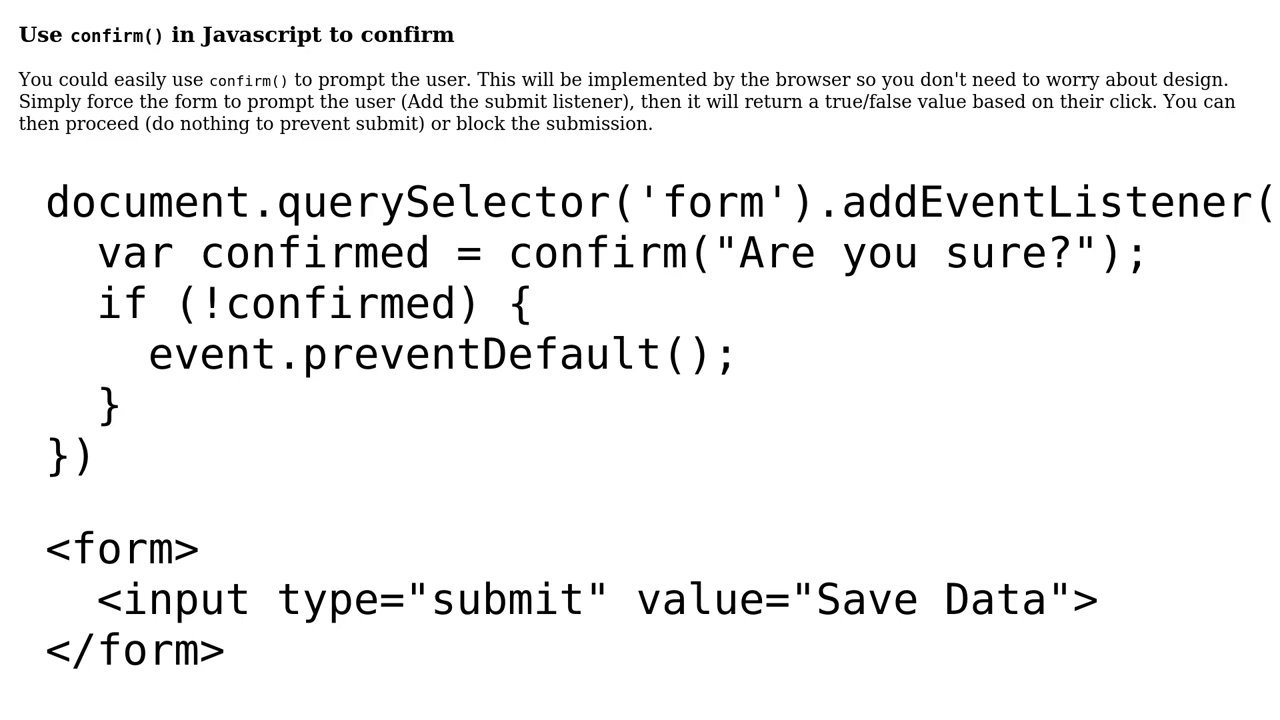 Use confirm() in Javascript to confirm
You could easily use confirm() to prompt the user. This will be implemented by the browser so you don't need to worry about design.
Simply force the form to prompt the user (Add the submit listener), then it will return a true/false value based on their click. You can
then proceed (do nothing to prevent submit) or block the submission.
document.querySelector('form').addEventListener(
  var confirmed = confirm("Are you sure?");
  if (!confirmed) {
    event.preventDefault();
  }
})
<form>
  <input type="submit" value="Save Data">
</form>